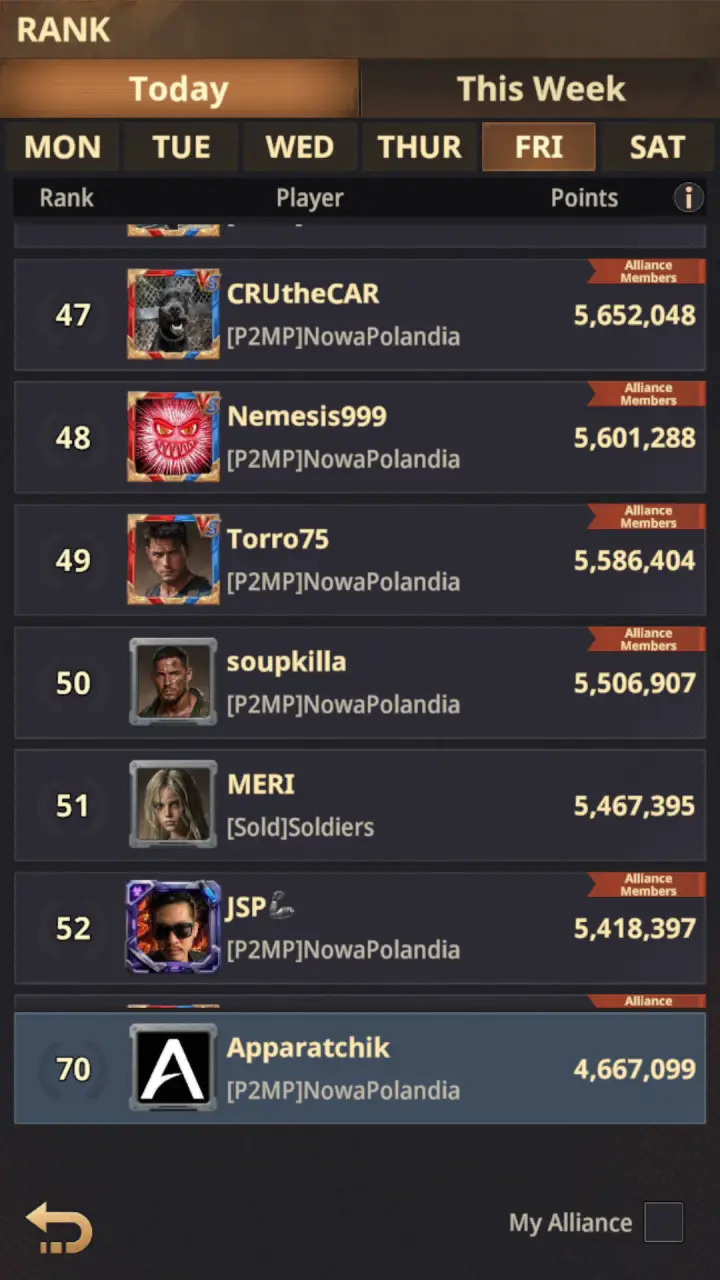 RANK
Today
This Week
MON TUE WED THUR FRI SAT
Rank Player Points i
47
CRUtheCAR
[P2MP]NowaPolandia
Alliance
Members
5,652,048
48
Nemesis999
[P2MP]NowaPolandia
Alliance
Members
5,601,288
49
Torro75
[P2MP]NowaPolandia
Alliance
Members
5,586,404
50
soupkilla
[P2MP]NowaPolandia
Alliance
Members
5,506,907
51
MERI
[Sold]Soldiers
5,467,395
52
JSP💪
[P2MP]NowaPolandia
Alliance
Members
5,418,397
Alliance
70
Apparatchik
[P2MP]NowaPolandia
4,667,099
My Alliance